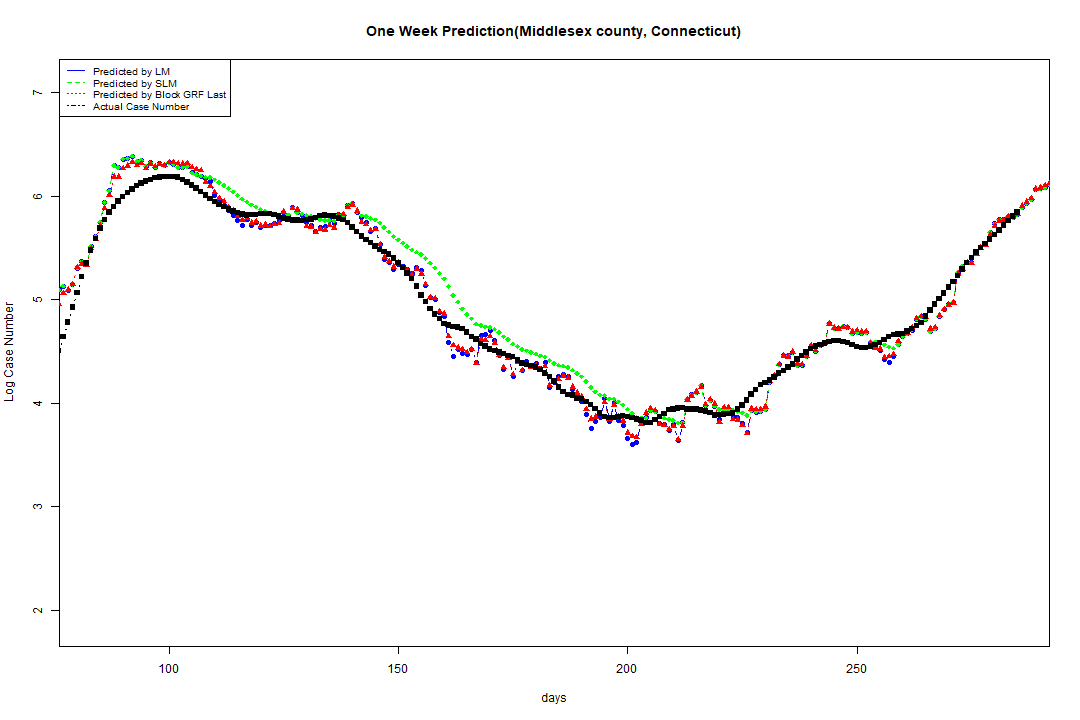 One Week Prediction(Middlesex county, Connecticut)
Predicted by LM
Predicted by SLM
Predicted by Block GRF Last
Actual Case Number
7
6
5
4
3
2
Log Case Number
100 150 200 250
days